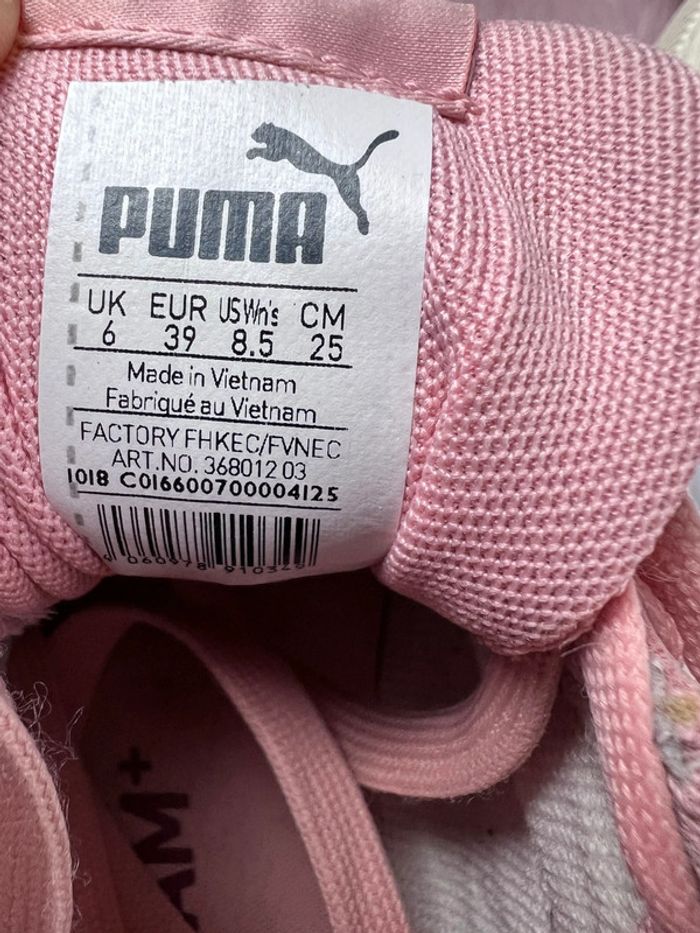 PUMA
UK EUR US Wn's CM
6 39 8.5 25
Made in Vietnam
Fabriqué au Vietnam
FACTORY FHKEC/FVNEC
ART.NO. 368012 03
1018 C016600700004125
AM+